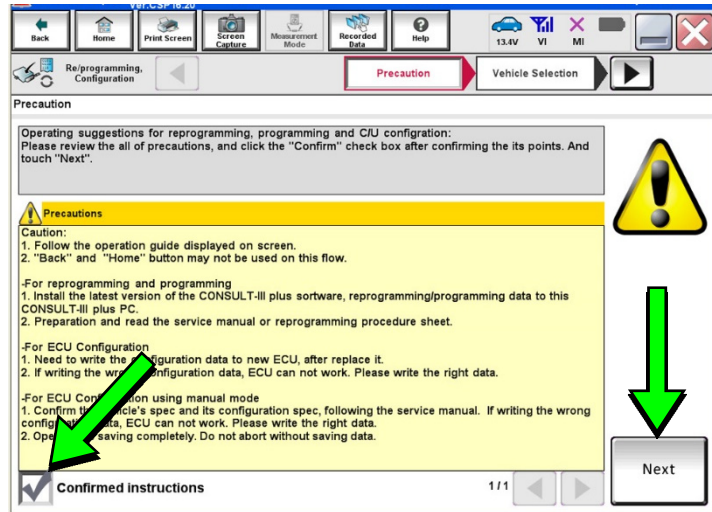 Ver.CSP16.20
Back
Home
Print Screen
Screen
Capture
Measurement
Mode
Recorded
Data
Help
13.4V
VI
MI
Re/programming,
Configuration
Precaution
Vehicle Selection
Precaution
Operating suggestions for reprogramming, programming and C/U configration:
Please review the all of precautions, and click the "Confirm" check box after confirming the its points. And
touch "Next".
Precautions
Caution:
1. Follow the operation guide displayed on screen.
2. "Back" and "Home" button may not be used on this flow.
-For reprogramming and programming
1. Install the latest version of the CONSULT-III plus sortware, reprogramming/programming data to this
CONSULT-III plus PC.
2. Preparation and read the service manual or reprogramming procedure sheet.
-For ECU Configuration
1. Need to write the configuration data to new ECU, after replace it.
2. If writing the wrong configuration data, ECU can not work. Please write the right data.
-For ECU Configuration using manual mode
1. Confirm the vehicle's spec and its configuration spec, following the service manual. If writing the wrong
configuration data, ECU can not work. Please write the right data.
2. Operate saving completely. Do not abort without saving data.
Confirmed instructions
1/1
Next